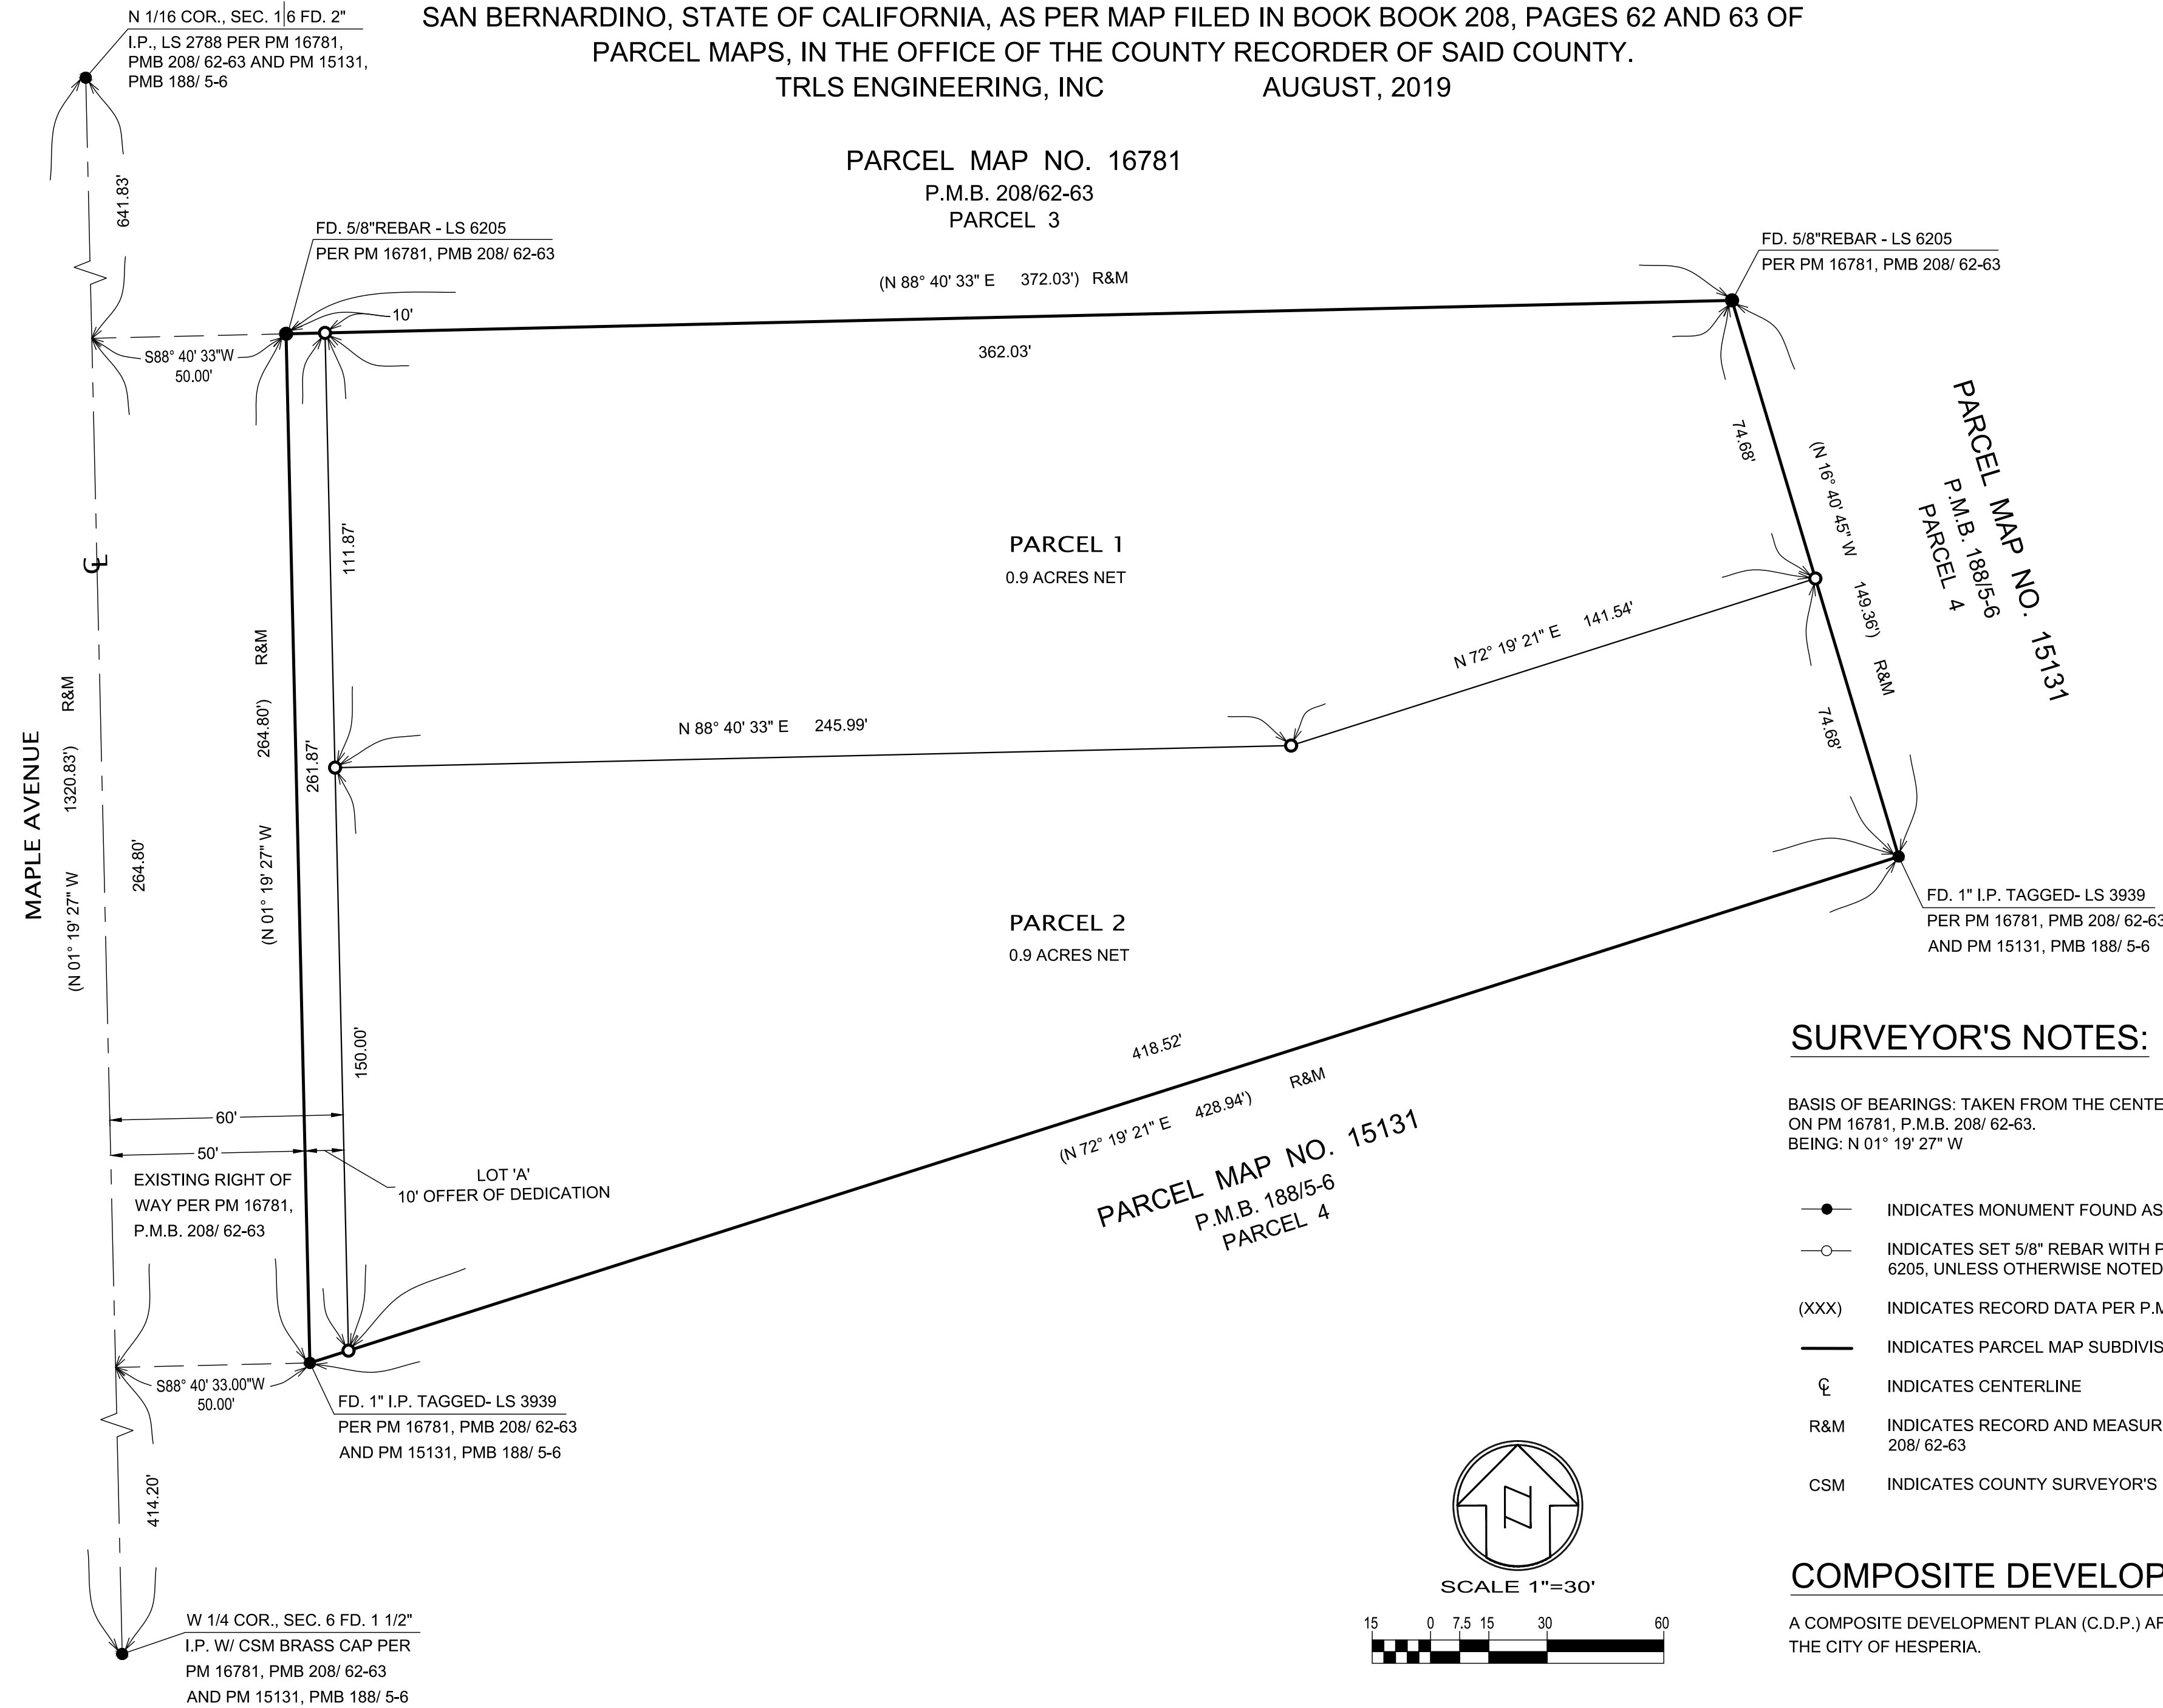 SAN BERNARDINO, STATE OF CALIFORNIA, AS PER MAP FILED IN BOOK BOOK 208, PAGES 62 AND 63 OF
PARCEL MAPS, IN THE OFFICE OF THE COUNTY RECORDER OF SAID COUNTY.
TRLS ENGINEERING, INC AUGUST, 2019
N 1/16 COR., SEC. 16 FD. 2"
I.P., LS 2788 PER PM 16781,
PMB 208/ 62-63 AND PM 15131,
PMB 188/ 5-6
641.83'
PARCEL MAP NO. 16781
P.M.B. 208/62-63
PARCEL 3
FD. 5/8"REBAR - LS 6205
PER PM 16781, PMB 208/ 62-63
FD. 5/8"REBAR - LS 6205
PER PM 16781, PMB 208/ 62-63
(N 88° 40' 33" E 372.03') R&M
10'
362.03'
S88° 40' 33"W
50.00'
74.68'
(N 16° 40' 45" W 149.36') R&M
74.68'
PARCEL MAP NO. 15131
P.M.B. 188/5-6
PARCEL 4
111.87'
PARCEL 1
0.9 ACRES NET
N 72° 19' 21" E 141.54'
N 88° 40' 33" E 245.99'
MAPLE AVENUE
(N 01° 19' 27" W 1320.83') R&M
264.80'
(N 01° 19' 27" W 264.80') R&M
261.87'
℄
PARCEL 2
0.9 ACRES NET
FD. 1" I.P. TAGGED- LS 3939
PER PM 16781, PMB 208/ 62-63
AND PM 15131, PMB 188/ 5-6
150.00'
418.52'
(N 72° 19' 21" E 428.94') R&M
PARCEL MAP NO. 15131
P.M.B. 188/5-6
PARCEL 4
60'
50'
EXISTING RIGHT OF
WAY PER PM 16781,
P.M.B. 208/ 62-63
LOT 'A'
10' OFFER OF DEDICATION
S88° 40' 33.00"W
50.00'
FD. 1" I.P. TAGGED- LS 3939
PER PM 16781, PMB 208/ 62-63
AND PM 15131, PMB 188/ 5-6
414.20'
W 1/4 COR., SEC. 6 FD. 1 1/2"
I.P. W/ CSM BRASS CAP PER
PM 16781, PMB 208/ 62-63
AND PM 15131, PMB 188/ 5-6
SURVEYOR'S NOTES:
BASIS OF BEARINGS: TAKEN FROM THE CENTE
ON PM 16781, P.M.B. 208/ 62-63.
BEING: N 01° 19' 27" W
INDICATES MONUMENT FOUND AS
INDICATES SET 5/8" REBAR WITH P
6205, UNLESS OTHERWISE NOTED
(XXX) INDICATES RECORD DATA PER P.M
INDICATES PARCEL MAP SUBDIVIS
℄ INDICATES CENTERLINE
R&M INDICATES RECORD AND MEASUR
208/ 62-63
CSM INDICATES COUNTY SURVEYOR'S
N
SCALE 1"=30'
15 0 7.5 15 30 60
COMPOSITE DEVELOP
A COMPOSITE DEVELOPMENT PLAN (C.D.P.) AF
THE CITY OF HESPERIA.